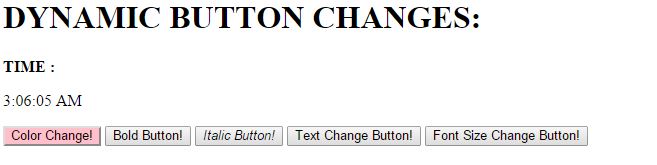 DYNAMIC BUTTON CHANGES:
TIME :
3:06:05 AM
Color Change! Bold Button! Italic Button! Text Change Button! Font Size Change Button!